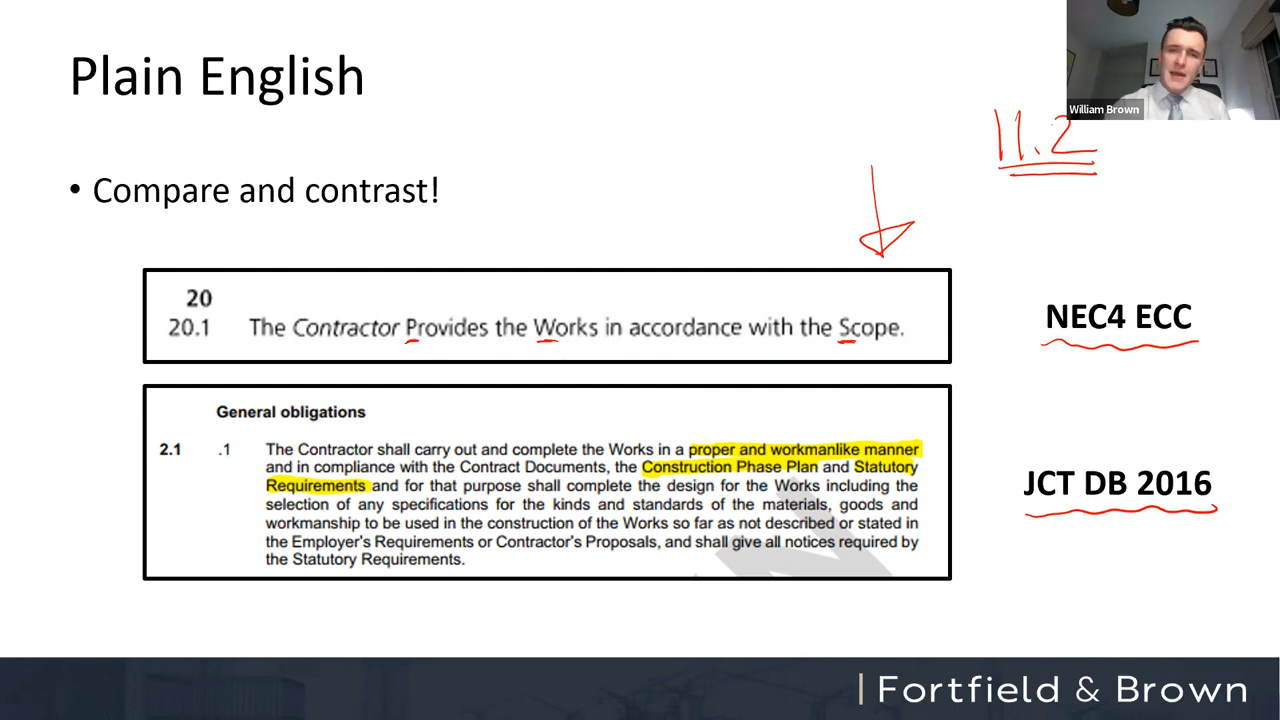 Plain English
William Brown
11.2
• Compare and contrast!
20
20.1 The Contractor Provides the Works in accordance with the Scope.
NEC4 ECC
General obligations
2.1 .1 The Contractor shall carry out and complete the Works in a proper and workmanlike manner
and in compliance with the Contract Documents, the Construction Phase Plan and Statutory
Requirements and for that purpose shall complete the design for the Works including the
selection of any specifications for the kinds and standards of the materials, goods and
workmanship to be used in the construction of the Works so far as not described or stated in
the Employer's Requirements or Contractor's Proposals, and shall give all notices required by
the Statutory Requirements.
JCT DB 2016
| Fortfield & Brown